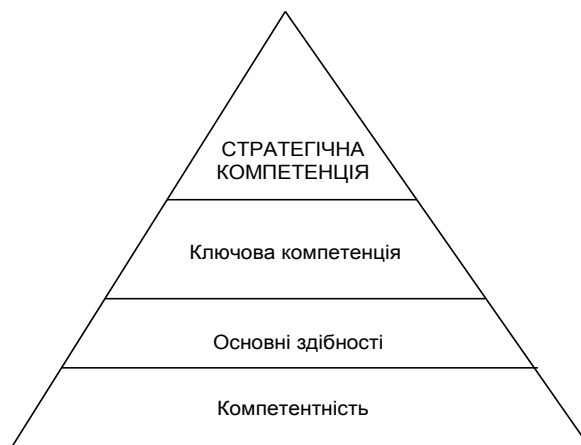 СТРАТЕГІЧНА
КОМПЕТЕНЦІЯ
Ключова компетенція
Основні здібності
Компетентність